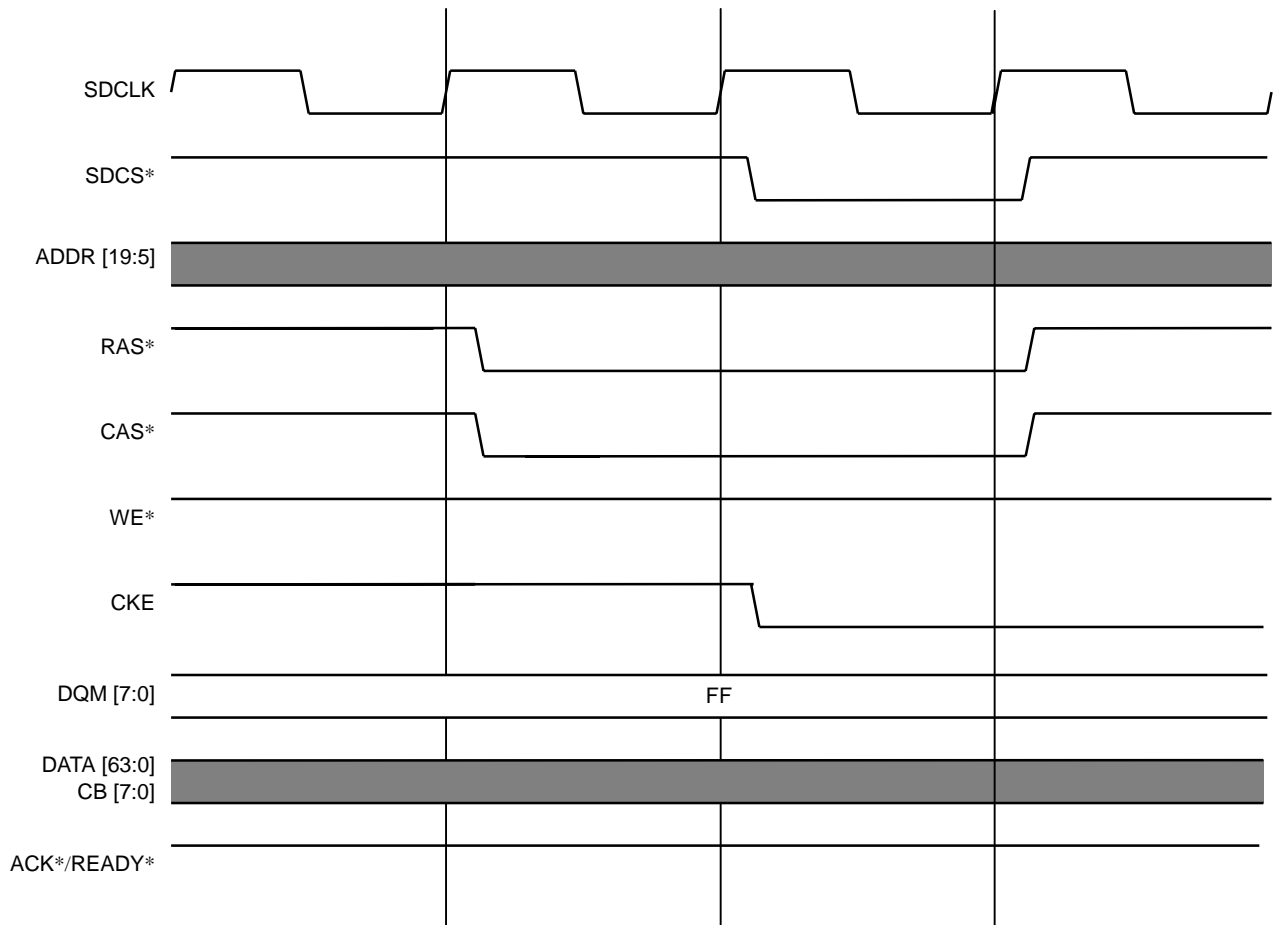 SDCLK
SDCS*
ADDR [19:5]
RAS*
CAS*
WE*
CKE
DQM [7:0]
FF
DATA [63:0]
CB [7:0]
ACK*/READY*